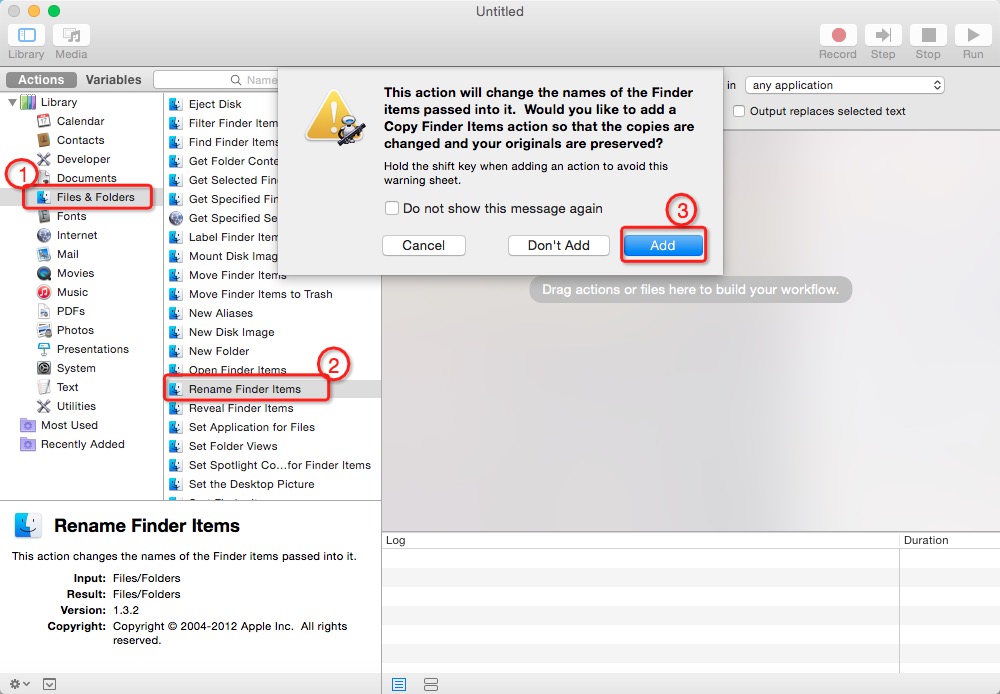 Untitled
Library
Media
Record
Step
Stop
Run
Actions
Variables
Name
in
any application
Output replaces selected text
Library
Calendar
Contacts
Developer
Documents
1
Files & Folders
Fonts
Internet
Mail
Movies
Music
PDFs
Photos
Presentations
System
Text
Utilities
Most Used
Recently Added
Eject Disk
Filter Finder Item
Find Finder Items
Get Folder Conte
Get Selected Fin
Get Specified Fin
Get Specified Se
Label Finder Item
Mount Disk Imag
Move Finder Items
Move Finder Items to Trash
New Aliases
New Disk Image
New Folder
Open Finder Items
2
Rename Finder Items
Reveal Finder Items
Set Application for Files
Set Folder Views
Set Spotlight Co...for Finder Items
Set the Desktop Picture
This action will change the names of the Finder
items passed into it. Would you like to add a
Copy Finder Items action so that the copies are
changed and your originals are preserved?
Hold the shift key when adding an action to avoid this
warning sheet.
Do not show this message again
3
Cancel
Don't Add
Add
Drag actions or files here to build your workflow.
Rename Finder Items
This action changes the names of the Finder items passed into it.
Input: Files/Folders
Result: Files/Folders
Version: 1.3.2
Copyright: Copyright © 2004-2012 Apple Inc. All rights
reserved.
Log
Duration